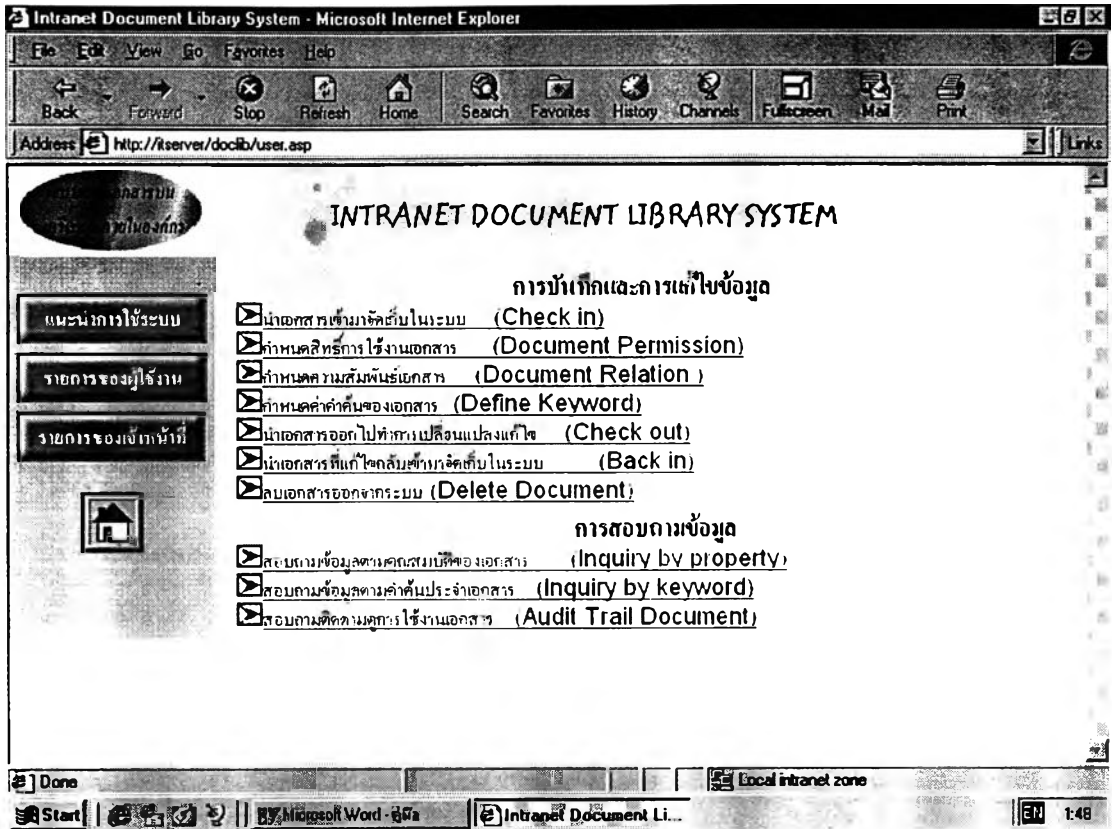 Intranet Document Library System - Microsoft Internet Explorer
File Edit View Go Favorites Help
Back Forward Stop Refresh Home Search Favorites History Channels Fullscreen Mail Print
Address http://itserver/doclib/user.asp Links
INTRANET DOCUMENT LIBRARY SYSTEM
แนะนำการใช้ระบบ
รายการของผู้ใช้งาน
รายการของเจ้าหน้าที่
การบันทึกและการแก้ไขข้อมูล
นำเอกสารเข้ามาจัดเก็บในระบบ (Check in)
กำหนดสิทธิ์การใช้งานเอกสาร (Document Permission)
กำหนดความสัมพันธ์เอกสาร (Document Relation )
กำหนดค่าคำค้นของเอกสาร (Define Keyword)
นำเอกสารออกไปทำการเปลี่ยนแปลงแก้ไข (Check out)
นำเอกสารที่แก้ไขกลับเข้ามาจัดเก็บในระบบ (Back in)
ลบเอกสารออกจากระบบ (Delete Document)
การสอบถามข้อมูล
สอบถามข้อมูลตามคุณสมบัติของเอกสาร (Inquiry by property)
สอบถามข้อมูลตามคำค้นประจำเอกสาร (Inquiry by keyword)
สอบถามติดตามดูการใช้งานเอกสาร (Audit Trail Document)
Done Local intranet zone
Start Microsoft Word - คู่มือ Intranet Document Li... EN 1:48